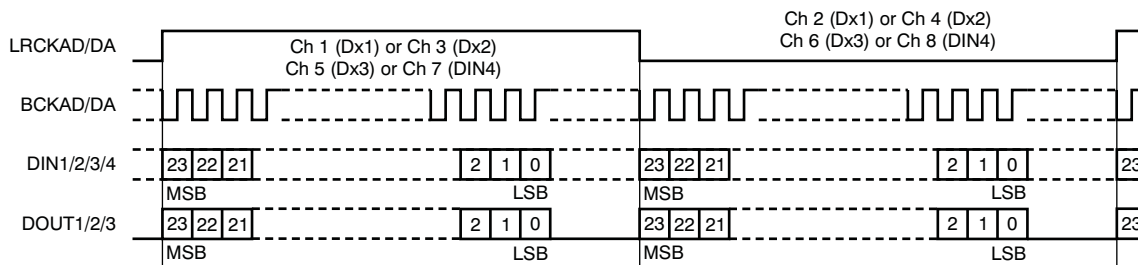 LRCKAD/DA
Ch 1 (Dx1) or Ch 3 (Dx2)
Ch 5 (Dx3) or Ch 7 (DIN4)
Ch 2 (Dx1) or Ch 4 (Dx2)
Ch 6 (Dx3) or Ch 8 (DIN4)
BCKAD/DA
DIN1/2/3/4 23 22 21 2 1 0 23 22 21 2 1 0 23
MSB LSB MSB LSB
DOUT1/2/3 23 22 21 2 1 0 23 22 21 2 1 0 23
MSB LSB MSB LSB